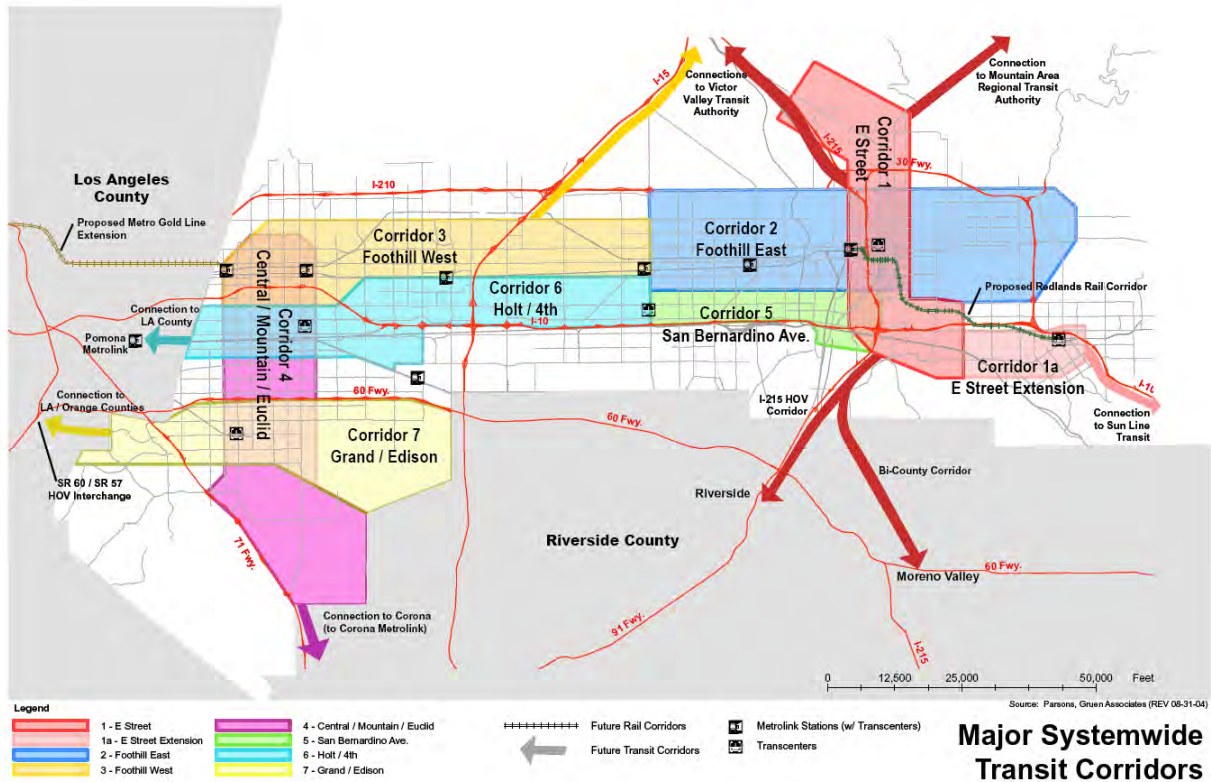 I-15
Connections
to Victor
Valley Transit
Authority
Connection
to Mountain Area
Regional Transit
Authority
I-215
Corridor 1
E Street
30 Fwy.
Los Angeles
County
Proposed Metro Gold Line
Extension
I-210
Corridor 3
Foothill West
Corridor 2
Foothill East
Central / Mountain / Euclid
Corridor 4
Corridor 6
Holt / 4th
I-10
Corridor 5
San Bernardino Ave.
Proposed Redlands Rail Corridor
Connection to
LA County
Pomona
Metrolink
Corridor 1a
E Street Extension
I-10
Connection to
LA / Orange Counties
60 Fwy.
60 Fwy.
I-215 HOV
Corridor
Connection
to Sun Line
Transit
Corridor 7
Grand / Edison
SR 60 / SR 57
HOV Interchange
Bi-County Corridor
Riverside
Riverside County
71 Fwy.
Moreno Valley
60 Fwy.
Connection to Corona
(to Corona Metrolink)
91 Fwy.
I-215
0 12,500 25,000 50,000 Feet
Source: Parsons, Gruen Associates (REV 08-31-04)
Legend
1 - E Street
1a - E Street Extension
2 - Foothill East
3 - Foothill West
4 - Central / Mountain / Euclid
5 - San Bernardino Ave.
6 - Holt / 4th
7 - Grand / Edison
Future Rail Corridors
Future Transit Corridors
Metrolink Stations (w/ Transcenters)
Transcenters
Major Systemwide
Transit Corridors